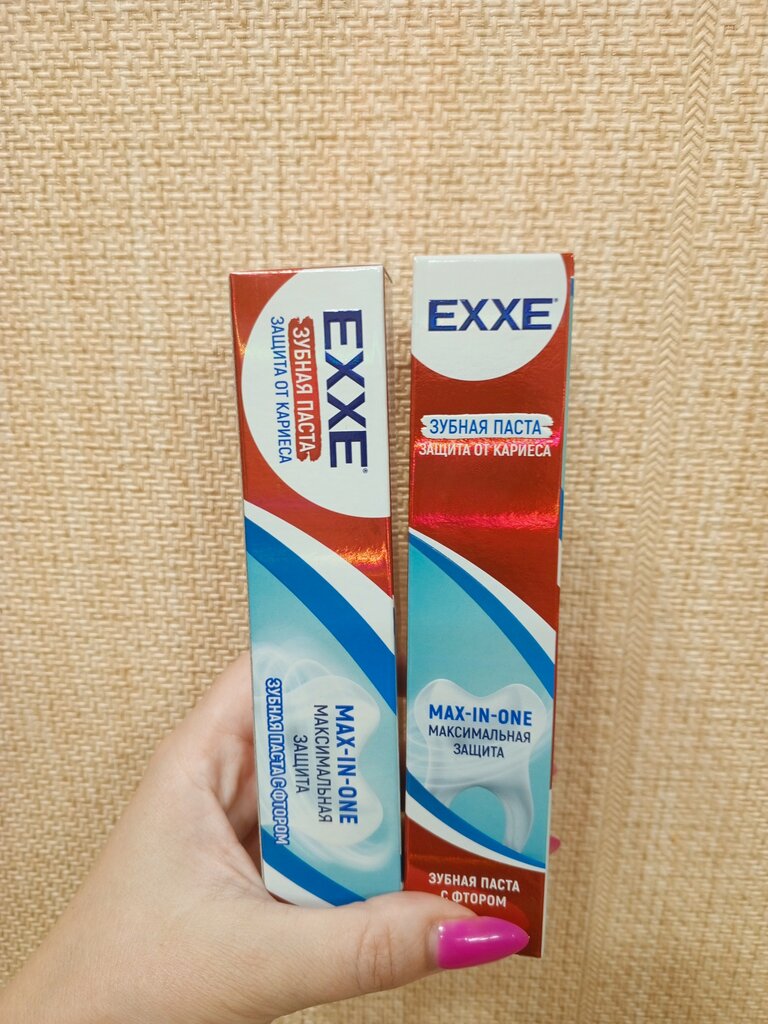 EXXE®
ЗУБНАЯ ПАСТА
ЗАЩИТА ОТ КАРИЕСА
MAX-IN-ONE
МАКСИМАЛЬНАЯ
ЗАЩИТА
ЗУБНАЯ ПАСТА С ФТОРОМ
EXXE®
ЗУБНАЯ ПАСТА
ЗАЩИТА ОТ КАРИЕСА
MAX-IN-ONE
МАКСИМАЛЬНАЯ
ЗАЩИТА
ЗУБНАЯ ПАСТА
С ФТОРОМ